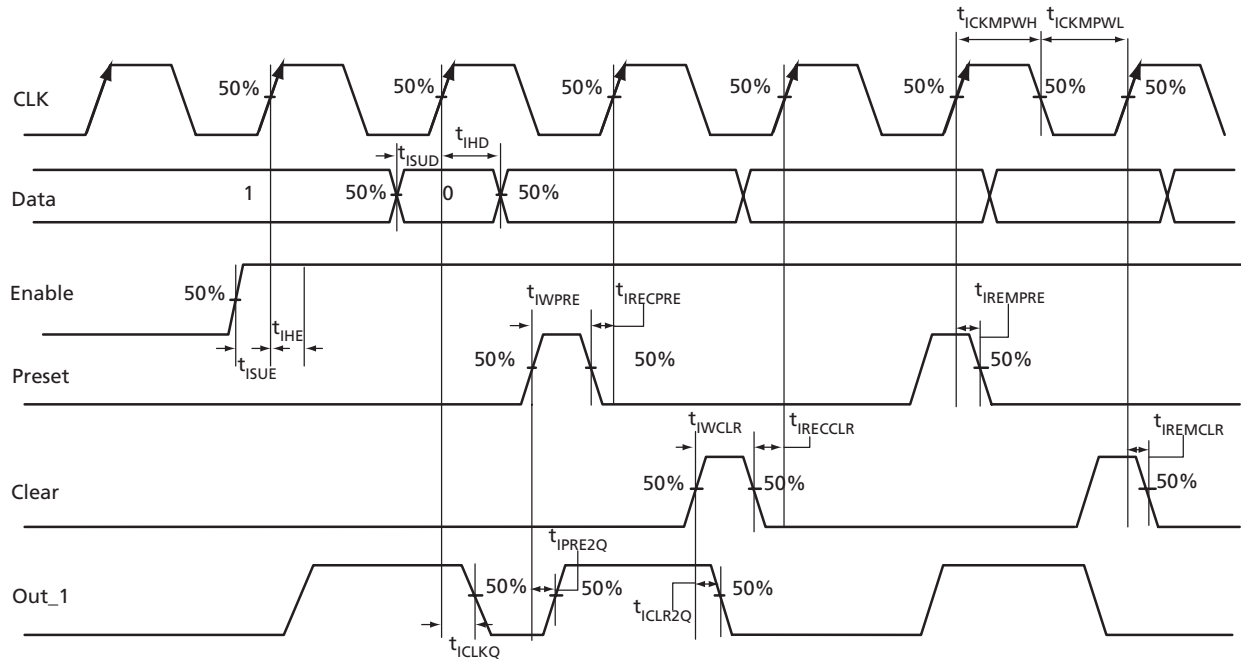 tICKMPWH tICKMPWL
CLK 50% 50% 50% 50% 50% 50% 50%
tISUD tIHD
Data 1 50% 0 50%
Enable 50%
tIHE
tISUE
tIWPRE tIRECPRE tIREMPRE
Preset 50% 50% 50%
tIWCLR tIRECCLR tIREMCLR
Clear 50% 50% 50%
tIPRE2Q
Out_1 50% 50% 50%
tICLR2Q
tICLKQ